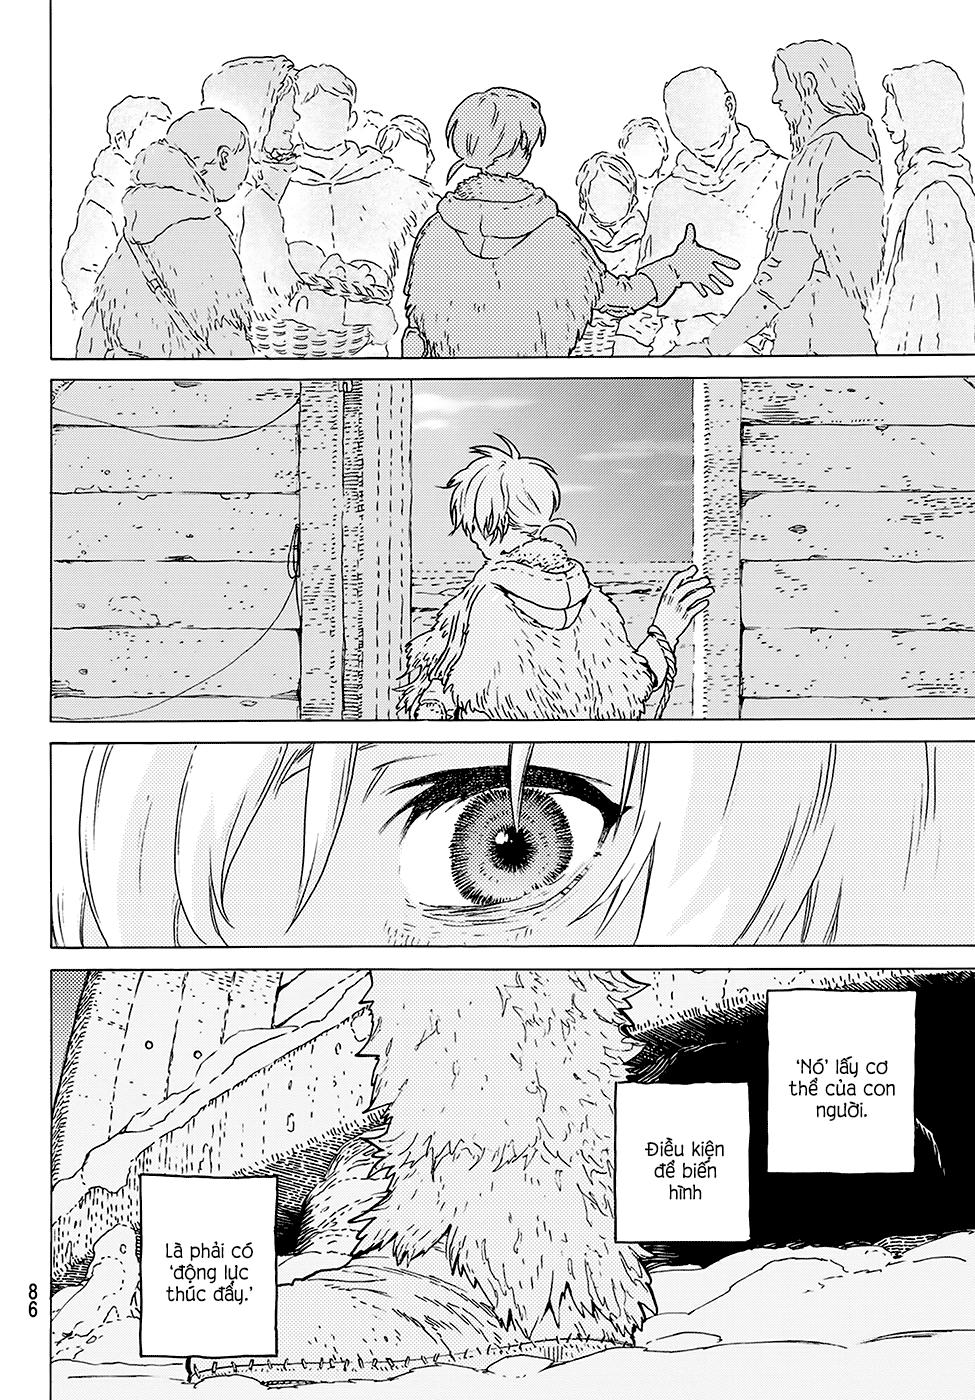 'Nó' lấy cơ
thể của con
người.
Điều kiện
để biến
hình
Là phải có
'động lực
thúc đẩy.'
86